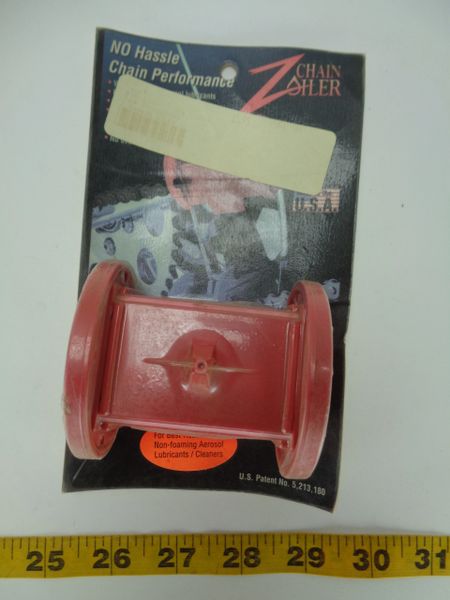 NO Hassle
Chain Performance
Z CHAIN
OILER
lubricants
U.S.A.
For Best
Non-foaming Aerosol
Lubricants / Cleaners
U.S. Patent No. 5,213,180
25 26 27 28 29 30 31